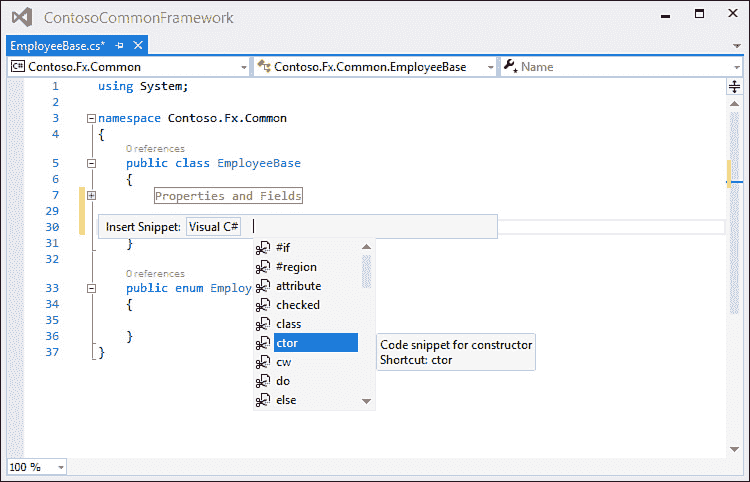 ContosoCommonFramework
EmployeeBase.cs*
Contoso.Fx.Common Contoso.Fx.Common.EmployeeBase Name
1 using System;
2
3 namespace Contoso.Fx.Common
4 {
0 references
5 public class EmployeeBase
6 {
7 Properties and Fields
29
30 Insert Snippet: Visual C#
31 }
32
0 references
33 public enum Employ
34 {
35
36 }
37 }
#if
#region
attribute
checked
class
ctor
cw
do
else
Code snippet for constructor
Shortcut: ctor
100 %